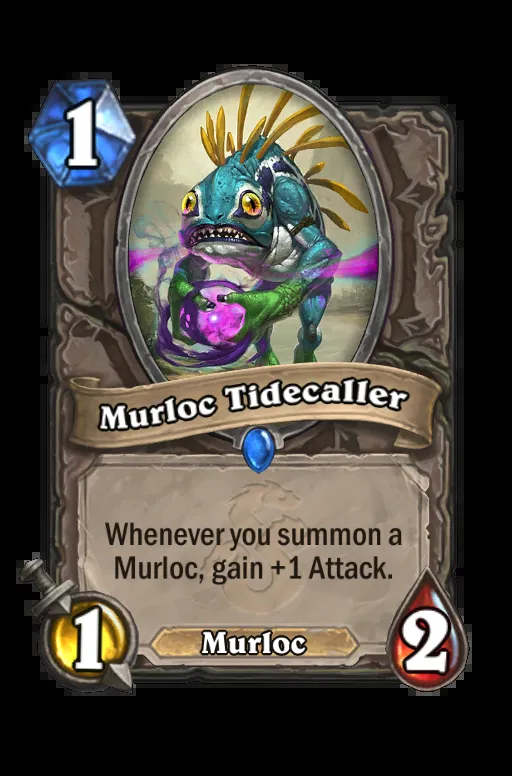 1
Murloc Tidecaller
Whenever you summon a
Murloc, gain +1 Attack.
1
Murloc
2